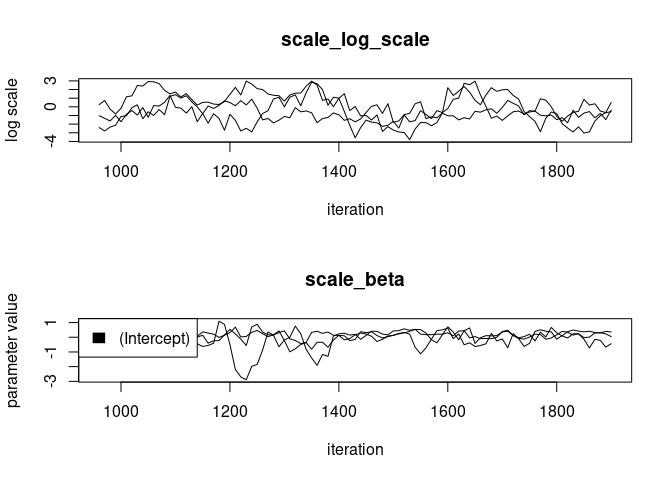 scale_log_scale
log scale
3
0
-4
1000 1200 1400 1600 1800
iteration
scale_beta
parameter value
1
-1
-3
(Intercept)
1000 1200 1400 1600 1800
iteration